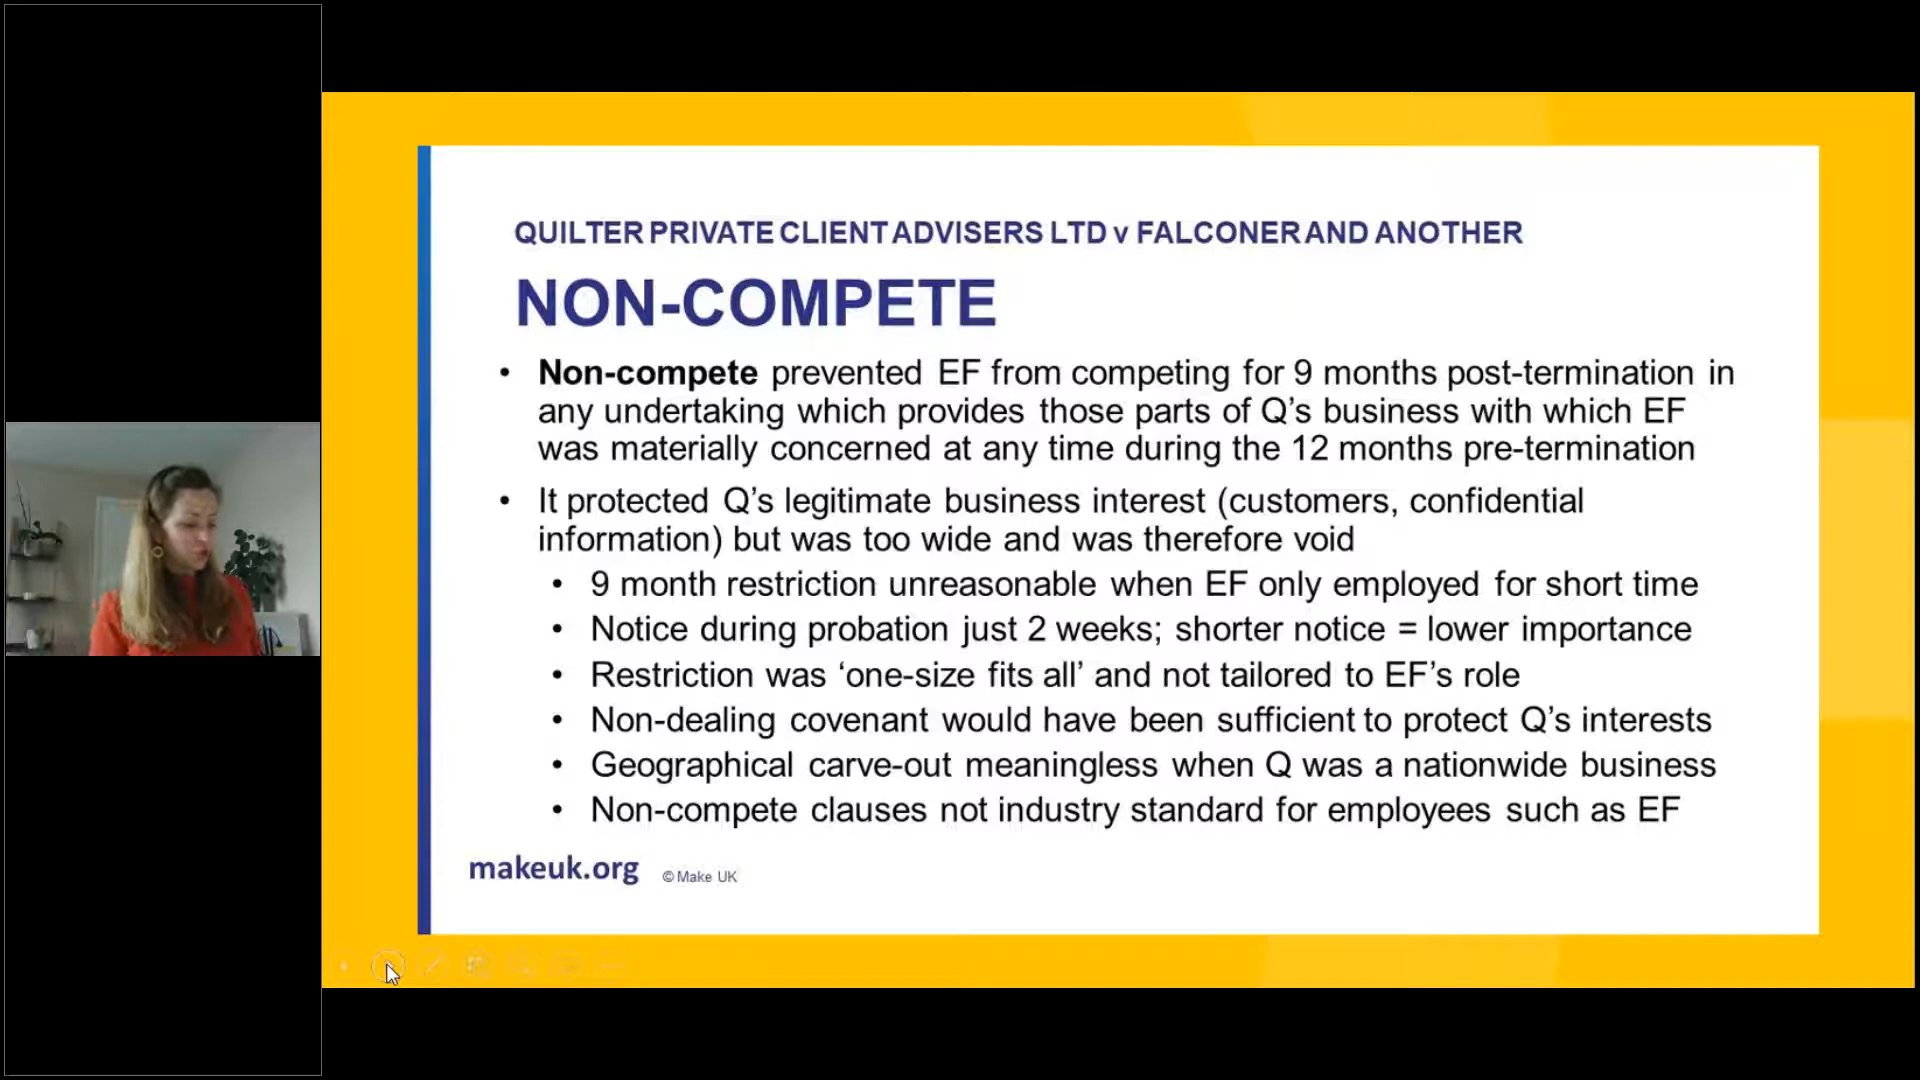 QUILTER PRIVATE CLIENT ADVISERS LTD v FALCONER AND ANOTHER
NON-COMPETE
• Non-compete prevented EF from competing for 9 months post-termination in
any undertaking which provides those parts of Q’s business with which EF
was materially concerned at any time during the 12 months pre-termination
• It protected Q’s legitimate business interest (customers, confidential
information) but was too wide and was therefore void
• 9 month restriction unreasonable when EF only employed for short time
• Notice during probation just 2 weeks; shorter notice = lower importance
• Restriction was ‘one-size fits all’ and not tailored to EF’s role
• Non-dealing covenant would have been sufficient to protect Q’s interests
• Geographical carve-out meaningless when Q was a nationwide business
• Non-compete clauses not industry standard for employees such as EF
makeuk.org © Make UK